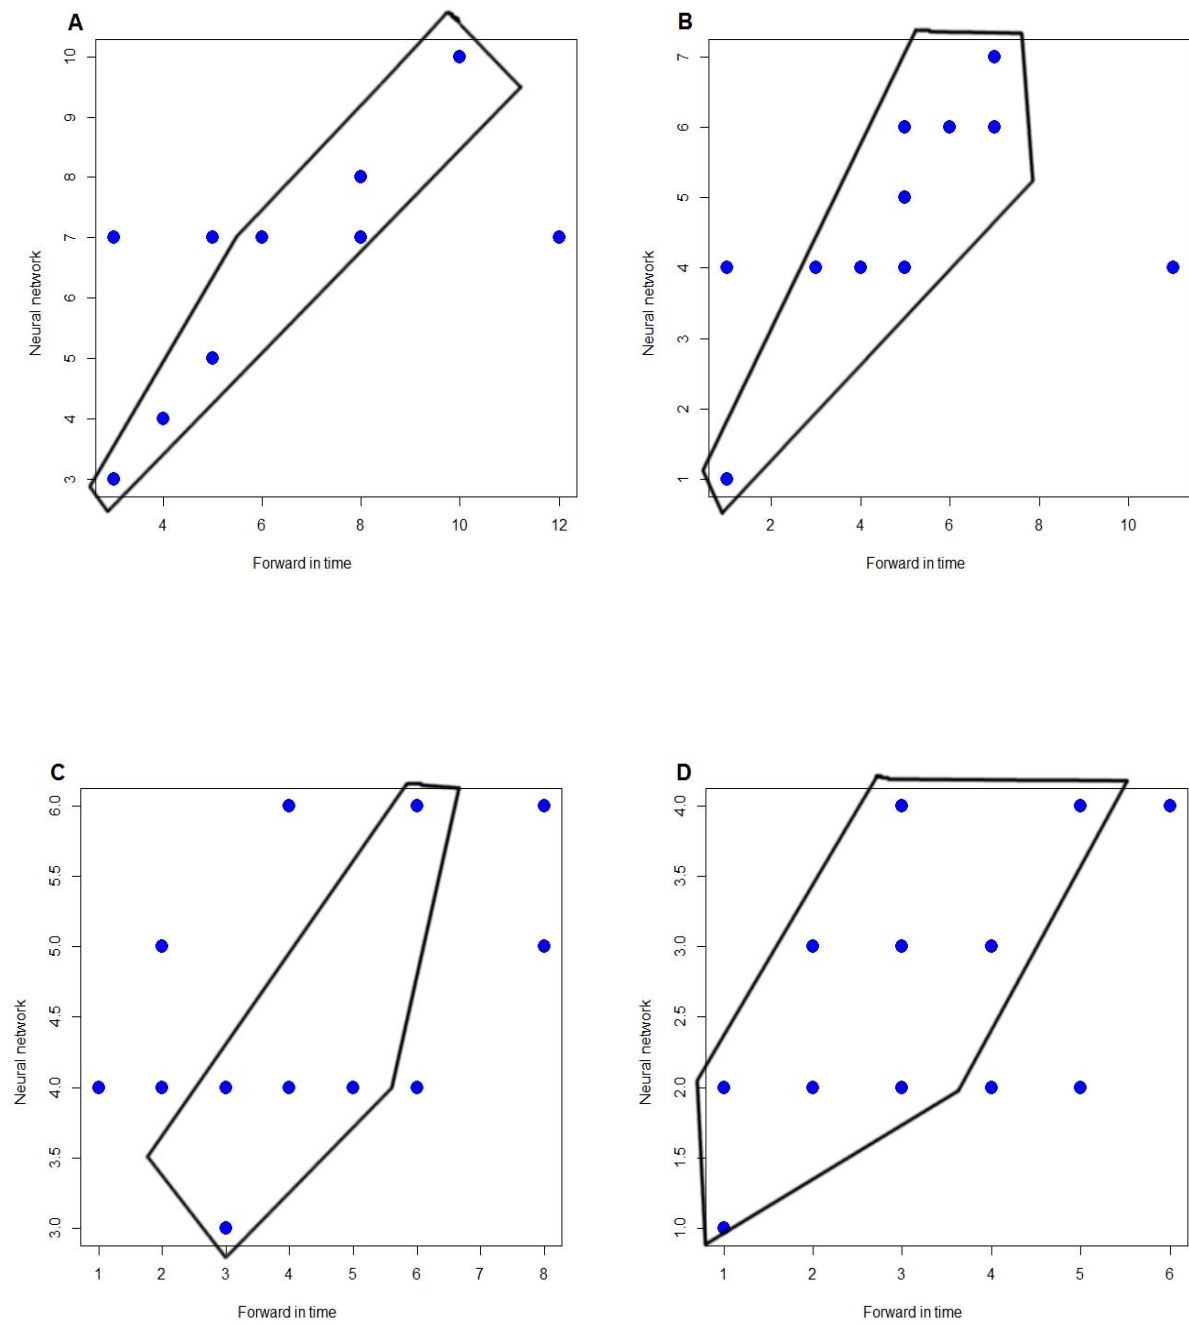 A
10
9
8
7
6
5
4
3
Neural network
4 6 8 10 12
Forward in time
B
7
6
5
4
3
2
1
Neural network
2 4 6 8 10
Forward in time
C
6.0
5.5
5.0
4.5
4.0
3.5
3.0
Neural network
1 2 3 4 5 6 7 8
Forward in time
D
4.0
3.5
3.0
2.5
2.0
1.5
1.0
Neural network
1 2 3 4 5 6
Forward in time